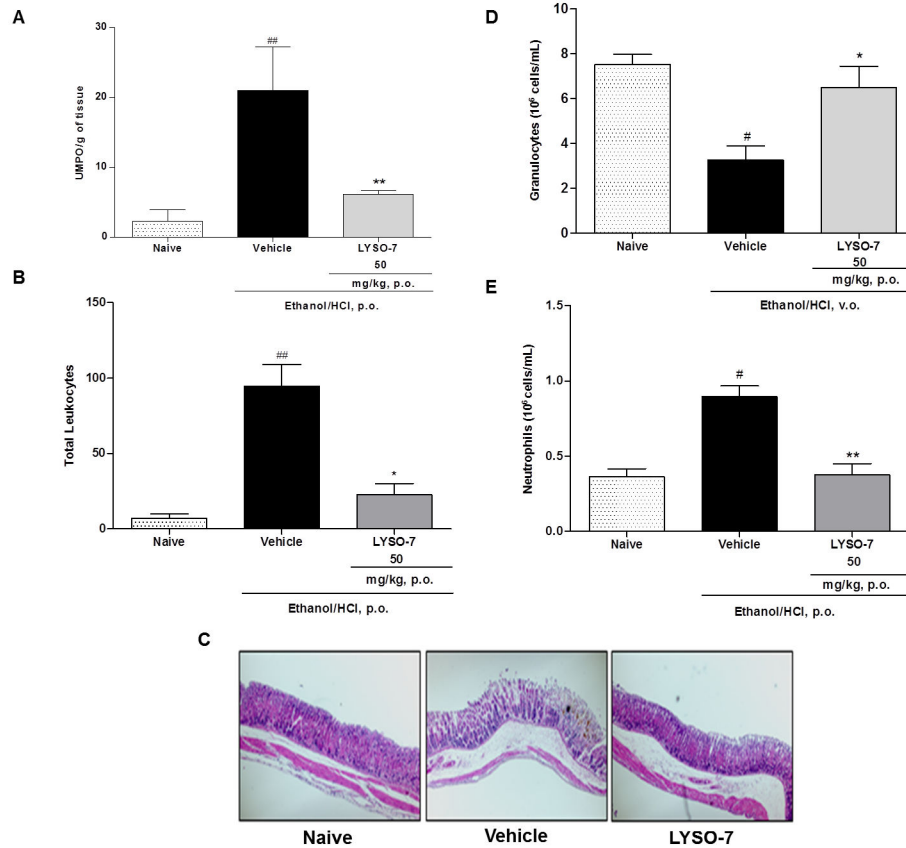 A
30
20
10
0
UMPO/g of tissue
##
**
Naive
Vehicle
LYSO-7
50
mg/kg, p.o.
Ethanol/HCl, p.o.
B
150
100
50
0
Total Leukocytes
##
*
Naive
Vehicle
LYSO-7
50
mg/kg, p.o.
Ethanol/HCl, p.o.
D
10
8
6
4
2
0
Granulocytes (10⁶ cells/mL)
#
*
Naive
Vehicle
LYSO-7
50
mg/kg, p.o.
Ethanol/HCl, v.o.
E
1.5
1.0
0.5
0.0
Neutrophils (10⁶ cells/mL)
#
**
Naive
Vehicle
LYSO-7
50
mg/kg, p.o.
Ethanol/HCl, p.o.
C
Naive
Vehicle
LYSO-7